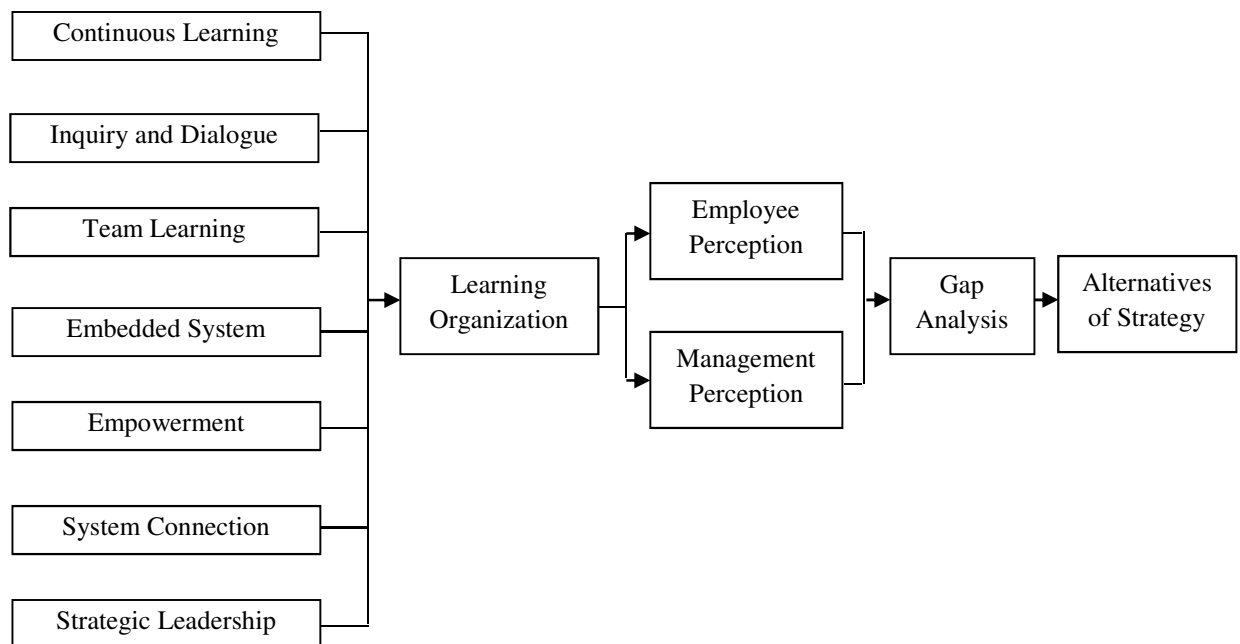 Continuous Learning
Inquiry and Dialogue
Team Learning
Embedded System
Empowerment
System Connection
Strategic Leadership
Learning
Organization
Employee
Perception
Management
Perception
Gap
Analysis
Alternatives
of Strategy